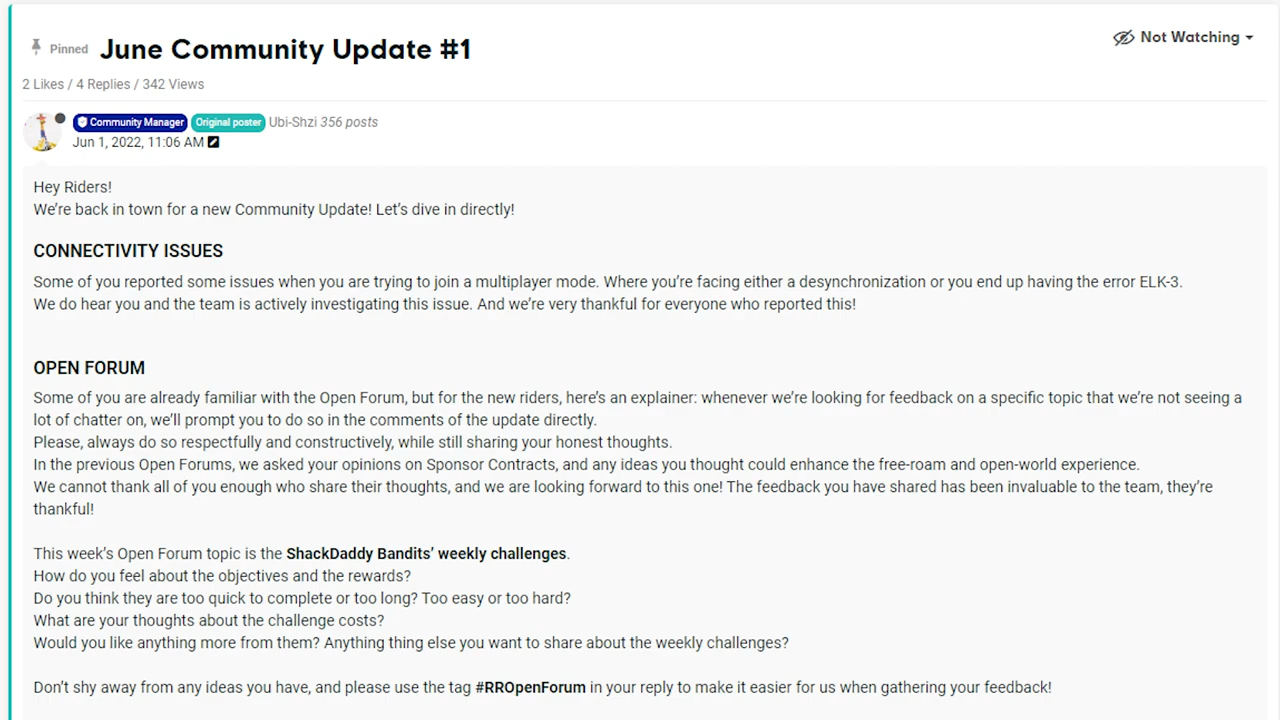 Pinned June Community Update #1
Not Watching
2 Likes / 4 Replies / 342 Views
Community Manager Original poster Ubi-Shzi 356 posts
Jun 1, 2022, 11:06 AM
Hey Riders!
We're back in town for a new Community Update! Let's dive in directly!
CONNECTIVITY ISSUES
Some of you reported some issues when you are trying to join a multiplayer mode. Where you're facing either a desynchronization or you end up having the error ELK-3.
We do hear you and the team is actively investigating this issue. And we're very thankful for everyone who reported this!
OPEN FORUM
Some of you are already familiar with the Open Forum, but for the new riders, here's an explainer: whenever we're looking for feedback on a specific topic that we're not seeing a
lot of chatter on, we'll prompt you to do so in the comments of the update directly.
Please, always do so respectfully and constructively, while still sharing your honest thoughts.
In the previous Open Forums, we asked your opinions on Sponsor Contracts, and any ideas you thought could enhance the free-roam and open-world experience.
We cannot thank all of you enough who share their thoughts, and we are looking forward to this one! The feedback you have shared has been invaluable to the team, they're
thankful!
This week's Open Forum topic is the ShackDaddy Bandits' weekly challenges.
How do you feel about the objectives and the rewards?
Do you think they are too quick to complete or too long? Too easy or too hard?
What are your thoughts about the challenge costs?
Would you like anything more from them? Anything thing else you want to share about the weekly challenges?
Don't shy away from any ideas you have, and please use the tag #RROpenForum in your reply to make it easier for us when gathering your feedback!